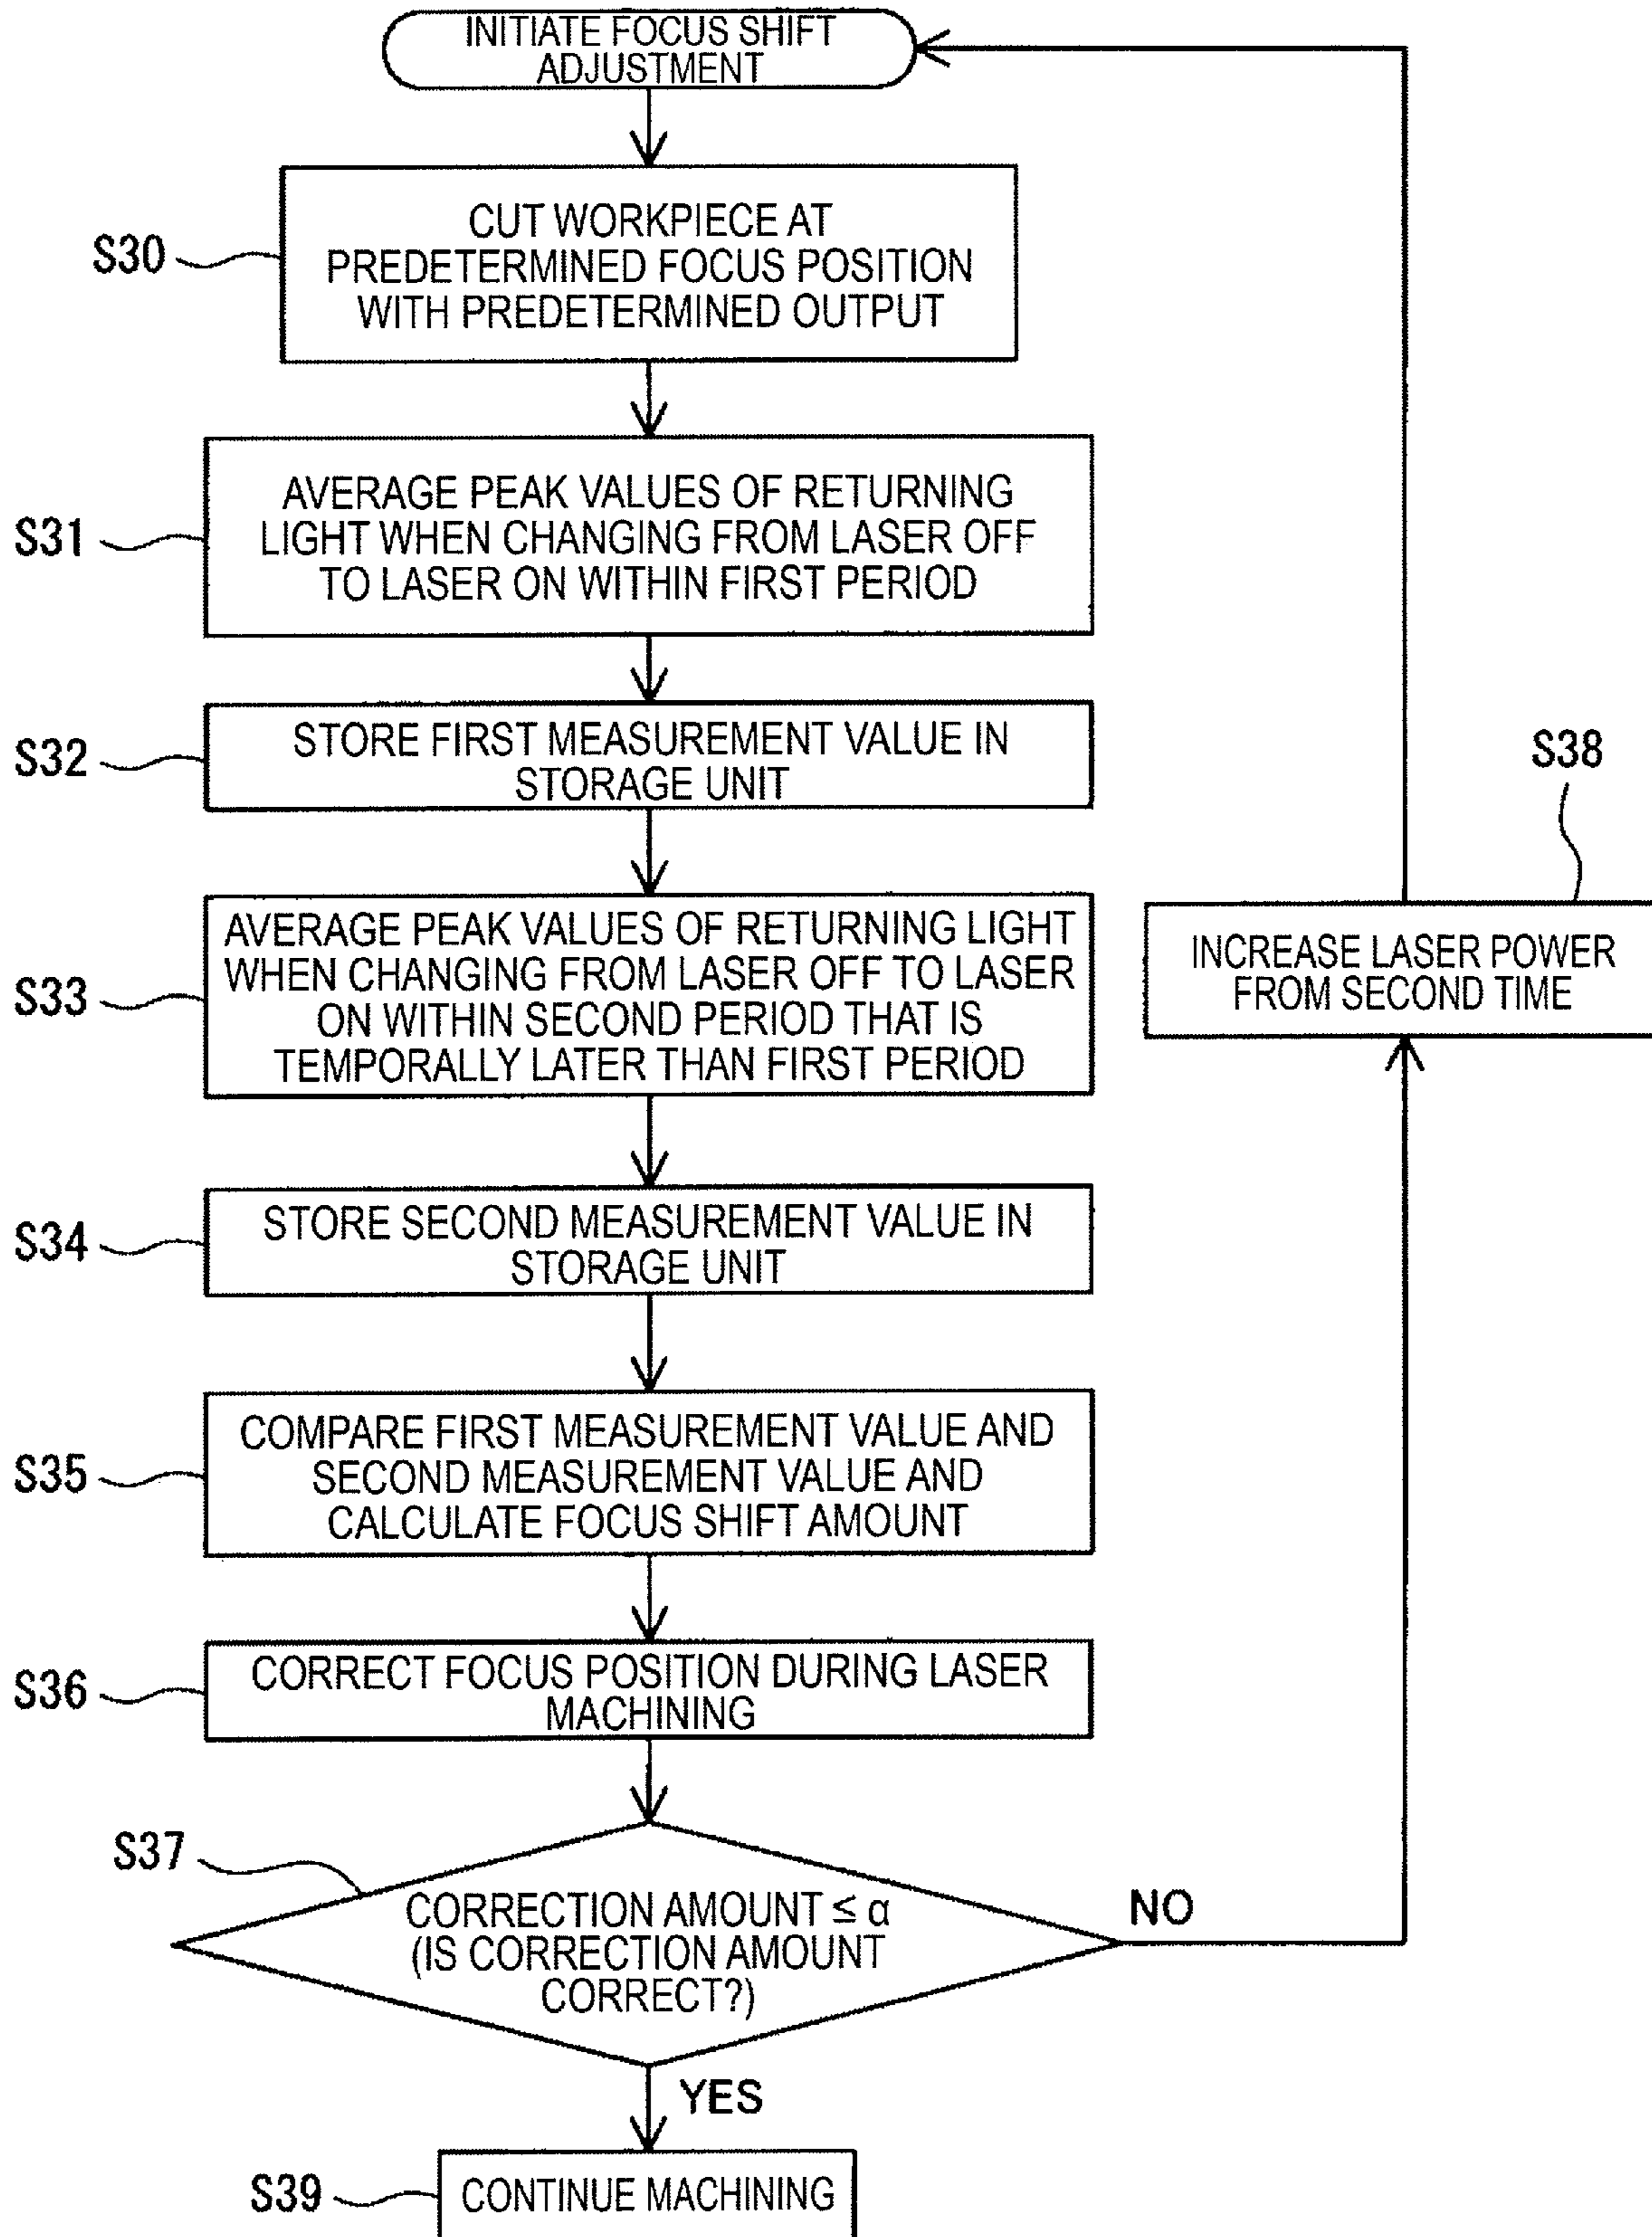 INITIATE FOCUS SHIFT
ADJUSTMENT
S30
CUT WORKPIECE AT
PREDETERMINED FOCUS POSITION
WITH PREDETERMINED OUTPUT
S31
AVERAGE PEAK VALUES OF RETURNING
LIGHT WHEN CHANGING FROM LASER OFF
TO LASER ON WITHIN FIRST PERIOD
S32
STORE FIRST MEASUREMENT VALUE IN
STORAGE UNIT
S38
INCREASE LASER POWER
FROM SECOND TIME
S33
AVERAGE PEAK VALUES OF RETURNING LIGHT
WHEN CHANGING FROM LASER OFF TO LASER
ON WITHIN SECOND PERIOD THAT IS
TEMPORALLY LATER THAN FIRST PERIOD
S34
STORE SECOND MEASUREMENT VALUE IN
STORAGE UNIT
S35
COMPARE FIRST MEASUREMENT VALUE AND
SECOND MEASUREMENT VALUE AND
CALCULATE FOCUS SHIFT AMOUNT
S36
CORRECT FOCUS POSITION DURING LASER
MACHINING
S37
CORRECTION AMOUNT ≤ α
(IS CORRECTION AMOUNT
CORRECT?)
NO
YES
S39
CONTINUE MACHINING